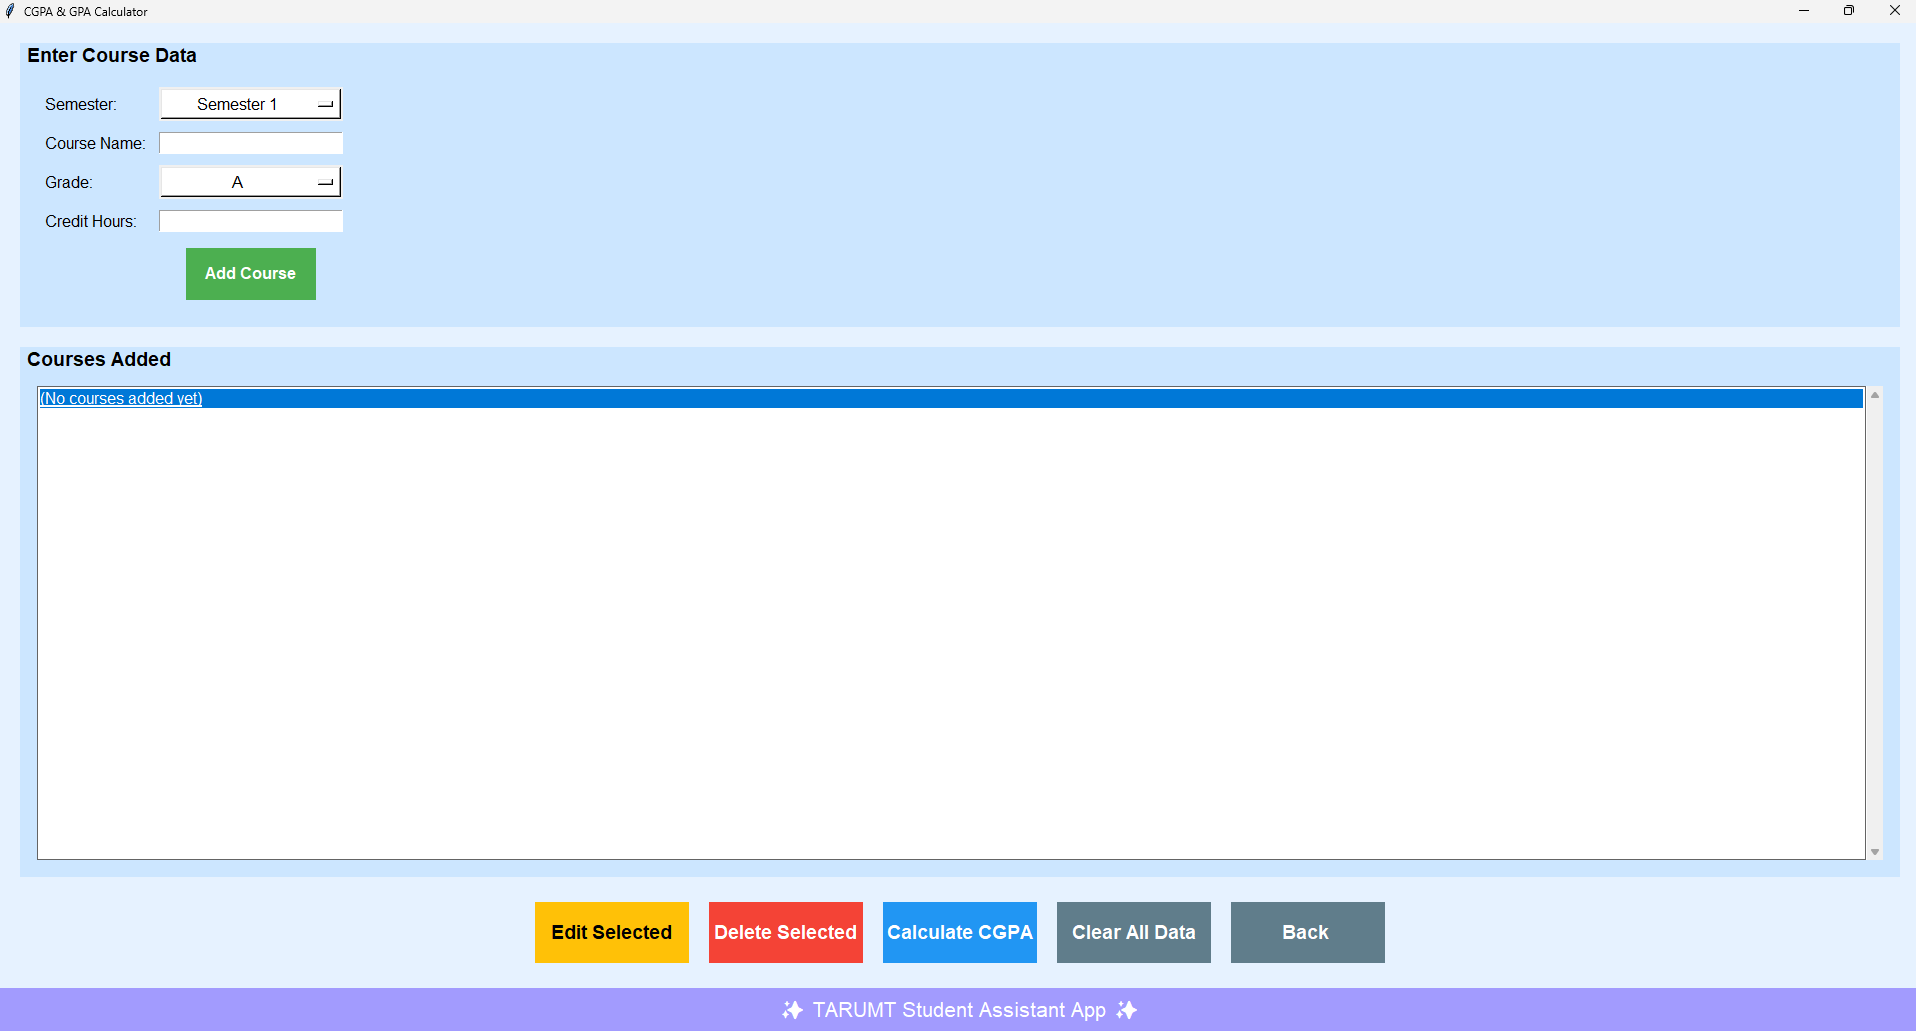 CGPA & GPA Calculator
Enter Course Data
Semester: Semester 1
Course Name:
Grade: A
Credit Hours:
Add Course
Courses Added
(No courses added yet)
Edit Selected Delete Selected Calculate CGPA Clear All Data Back
✨ TARUMT Student Assistant App ✨